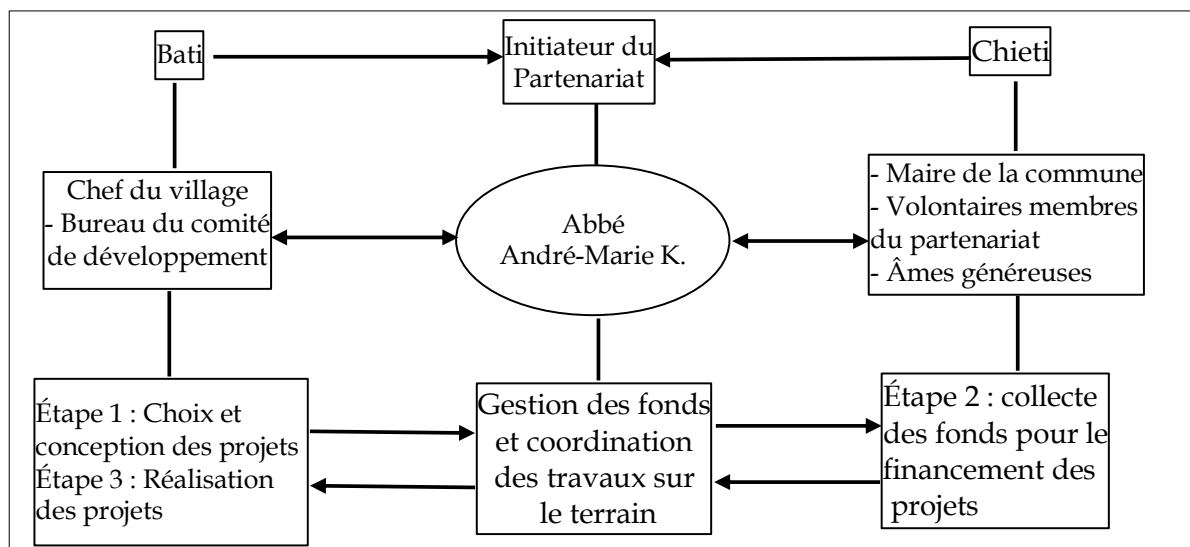 Bati
Initiateur du
Partenariat
Chieti
Chef du village
- Bureau du comité
de développement
Abbé
André-Marie K.
- Maire de la commune
- Volontaires membres
du partenariat
- Âmes généreuses
Étape 1 : Choix et
conception des projets
Étape 3 : Réalisation
des projets
Gestion des fonds
et coordination
des travaux sur
le terrain
Étape 2 : collecte
des fonds pour le
financement des
projets